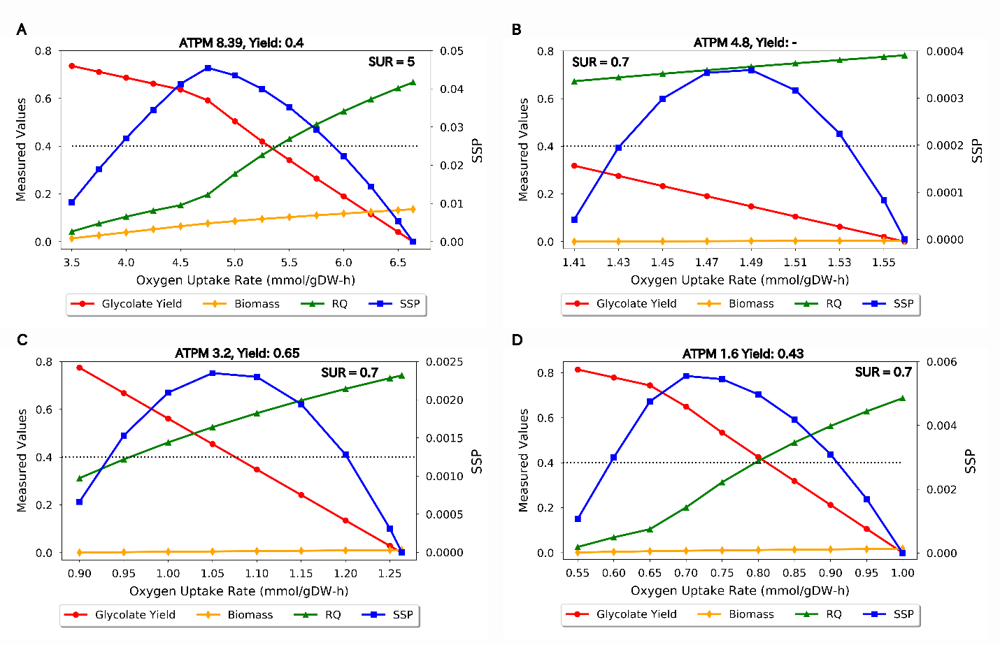 A
ATPM 8.39, Yield: 0.4
SUR = 5
0.8
0.6
0.4
0.2
0.0
Measured Values
0.05
0.04
0.03
0.02
0.01
0.00
SSP
3.5 4.0 4.5 5.0 5.5 6.0 6.5
Oxygen Uptake Rate (mmol/gDW-h)
Glycolate Yield Biomass RQ SSP
B
ATPM 4.8, Yield: -
SUR = 0.7
0.8
0.6
0.4
0.2
0.0
Measured Values
0.0004
0.0003
0.0002
0.0001
0.0000
SSP
1.41 1.43 1.45 1.47 1.49 1.51 1.53 1.55
Oxygen Uptake Rate (mmol/gDW-h)
Glycolate Yield Biomass RQ SSP
C
ATPM 3.2, Yield: 0.65
SUR = 0.7
0.8
0.6
0.4
0.2
0.0
Measured Values
0.0025
0.0020
0.0015
0.0010
0.0005
0.0000
SSP
0.90 0.95 1.00 1.05 1.10 1.15 1.20 1.25
Oxygen Uptake Rate (mmol/gDW-h)
Glycolate Yield Biomass RQ SSP
D
ATPM 1.6 Yield: 0.43
SUR = 0.7
0.8
0.6
0.4
0.2
0.0
Measured Values
0.006
0.004
0.002
0.000
SSP
0.55 0.60 0.65 0.70 0.75 0.80 0.85 0.90 0.95 1.00
Oxygen Uptake Rate (mmol/gDW-h)
Glycolate Yield Biomass RQ SSP